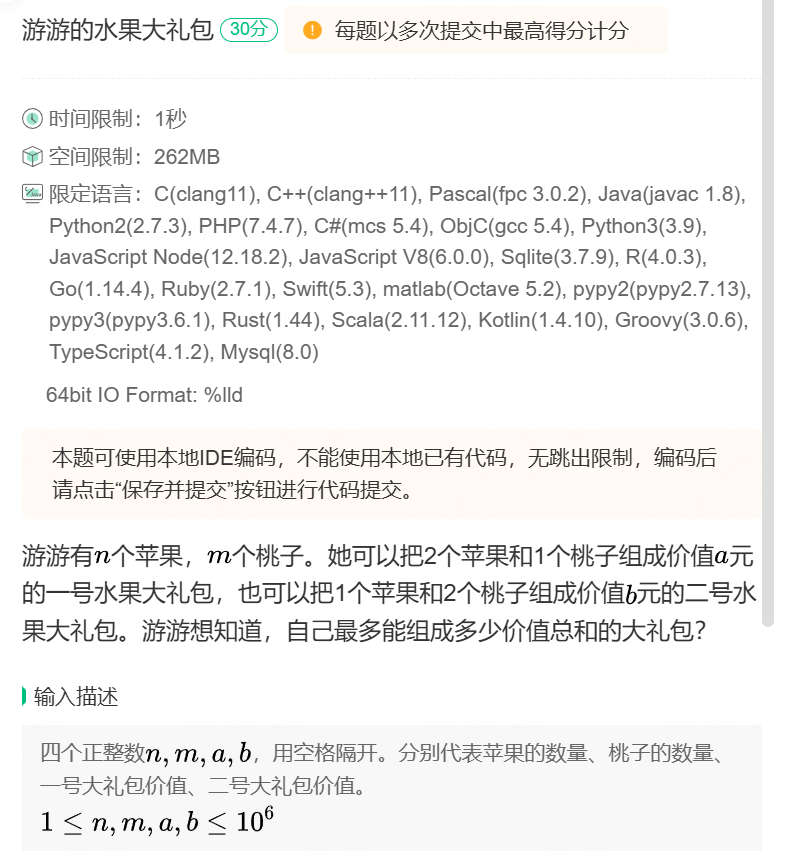 游游的水果大礼包 30分 ! 每题以多次提交中最高得分计分
时间限制：1秒
空间限制：262MB
限定语言：C(clang11), C++(clang++11), Pascal(fpc 3.0.2), Java(javac 1.8),
Python2(2.7.3), PHP(7.4.7), C#(mcs 5.4), ObjC(gcc 5.4), Python3(3.9),
JavaScript Node(12.18.2), JavaScript V8(6.0.0), Sqlite(3.7.9), R(4.0.3),
Go(1.14.4), Ruby(2.7.1), Swift(5.3), matlab(Octave 5.2), pypy2(pypy2.7.13),
pypy3(pypy3.6.1), Rust(1.44), Scala(2.11.12), Kotlin(1.4.10), Groovy(3.0.6),
TypeScript(4.1.2), Mysql(8.0)
64bit IO Format: %lld
本题可使用本地IDE编码，不能使用本地已有代码，无跳出限制，编码后
请点击“保存并提交”按钮进行代码提交。
游游有n个苹果，m个桃子。她可以把2个苹果和1个桃子组成价值a元
的一号水果大礼包，也可以把1个苹果和2个桃子组成价值b元的二号水
果大礼包。游游想知道，自己最多能组成多少价值总和的大礼包？
输入描述
四个正整数n, m, a, b，用空格隔开。分别代表苹果的数量、桃子的数量、
一号大礼包价值、二号大礼包价值。
1 ≤ n, m, a, b ≤ 10⁶